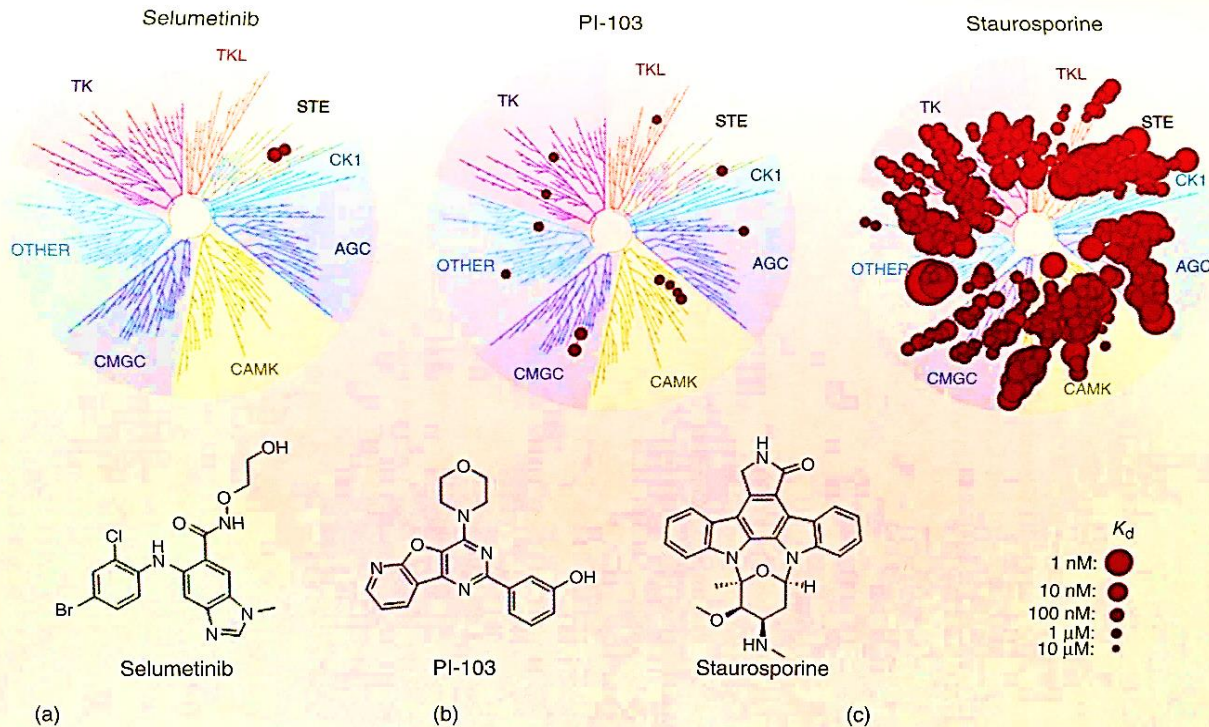 Selumetinib
PI-103
Staurosporine
TK
TKL
STE
CK1
AGC
CAMK
CMGC
OTHER
TK
TKL
STE
CK1
AGC
CAMK
CMGC
OTHER
TK
TKL
STE
CK1
AGC
CAMK
CMGC
OTHER
OH
O
NH
O
Cl
H
N
Br
N
N
Selumetinib
O
N
O
N
N
N
OH
PI-103
H
N
O
N
N
O
H
O
HN
Staurosporine
Kd
1 nM:
10 nM:
100 nM:
1 μM:
10 μM:
(a)
(b)
(c)